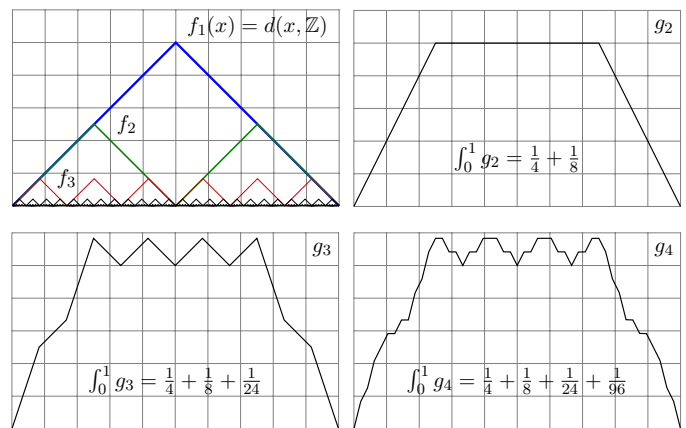 f₁(x) = d(x, ℤ)
f₂
f₃
g₂
∫₀¹ g₂ = 1/4 + 1/8
g₃
∫₀¹ g₃ = 1/4 + 1/8 + 1/24
g₄
∫₀¹ g₄ = 1/4 + 1/8 + 1/24 + 1/96